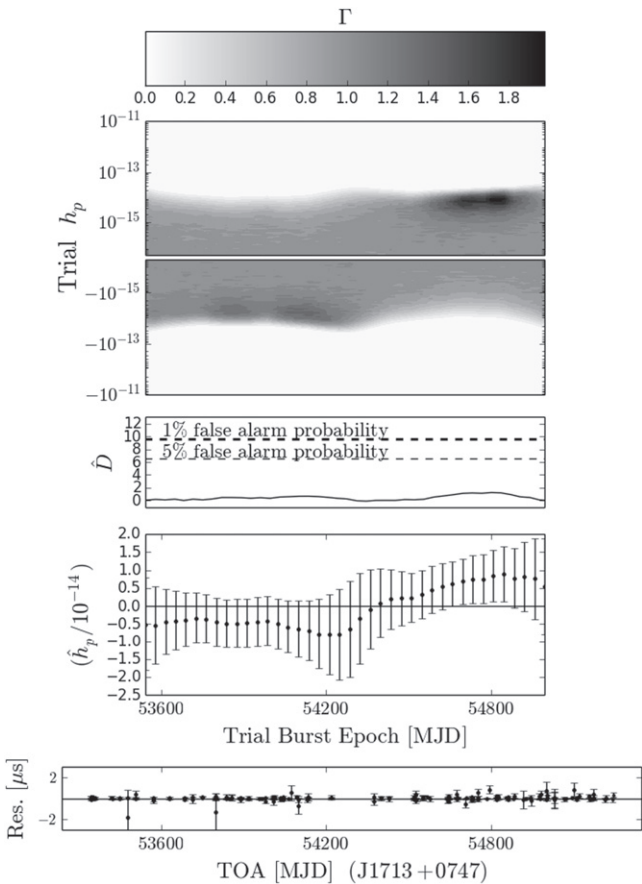 Γ
0.0 0.2 0.4 0.6 0.8 1.0 1.2 1.4 1.6 1.8
10⁻¹¹
10⁻¹³
10⁻¹⁵
Trial h_p
-10⁻¹⁵
-10⁻¹³
-10⁻¹¹
12
10
8
6
4
2
0
D̂
1% false alarm probability
5% false alarm probability
2.0
1.5
1.0
0.5
0.0
-0.5
-1.0
-1.5
-2.0
-2.5
(ĥ_p/10⁻¹⁴)
53600 54200 54800
Trial Burst Epoch [MJD]
2
-2
Res. [μs]
53600 54200 54800
TOA [MJD] (J1713+0747)